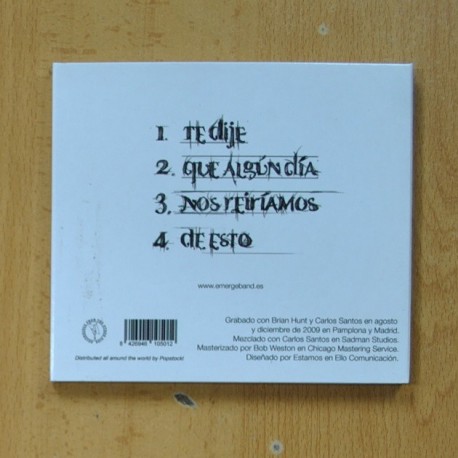 1. Te dije
2. Que algún día
3. Nos reiríamos
4. De esto
www.emergeband.es
Grabado con Brian Hunt y Carlos Santos en agosto
y diciembre de 2009 en Pamplona y Madrid.
Mezclado con Carlos Santos en Sadman Studios.
Masterizado por Bob Weston en Chicago Mastering Service.
Diseñado por Estamos en Ello Comunicación.
8 426946 105012
Distributed all around the world by Popstock!